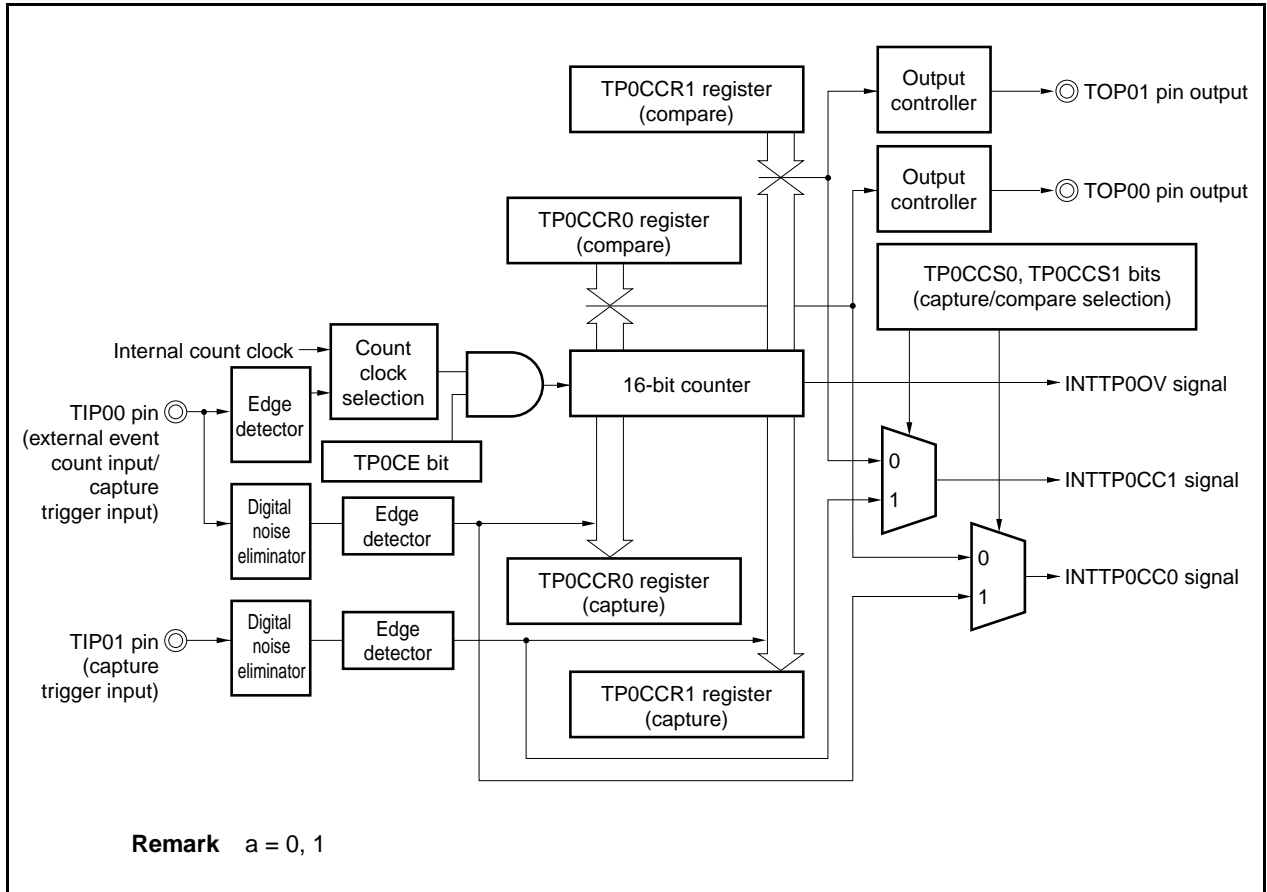 TP0CCR1 register
(compare)
Output
controller
TOP01 pin output
Output
controller
TOP00 pin output
TP0CCR0 register
(compare)
TP0CCS0, TP0CCS1 bits
(capture/compare selection)
Internal count clock
Count
clock
selection
16-bit counter
INTTP0OV signal
TIP00 pin
(external event
count input/
capture
trigger input)
Edge
detector
TP0CE bit
0
1
INTTP0CC1 signal
Digital
noise
eliminator
Edge
detector
TP0CCR0 register
(capture)
0
1
INTTP0CC0 signal
TIP01 pin
(capture
trigger input)
Digital
noise
eliminator
Edge
detector
TP0CCR1 register
(capture)
Remark a = 0, 1